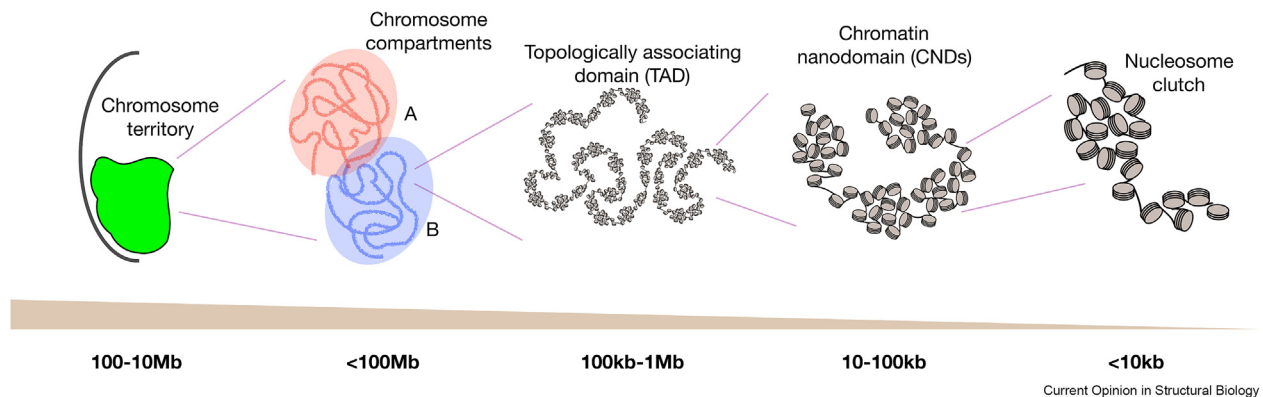 Chromosome
territory
Chromosome
compartments
A
B
Topologically associating
domain (TAD)
Chromatin
nanodomain (CNDs)
Nucleosome
clutch
100-10Mb
<100Mb
100kb-1Mb
10-100kb
<10kb
Current Opinion in Structural Biology